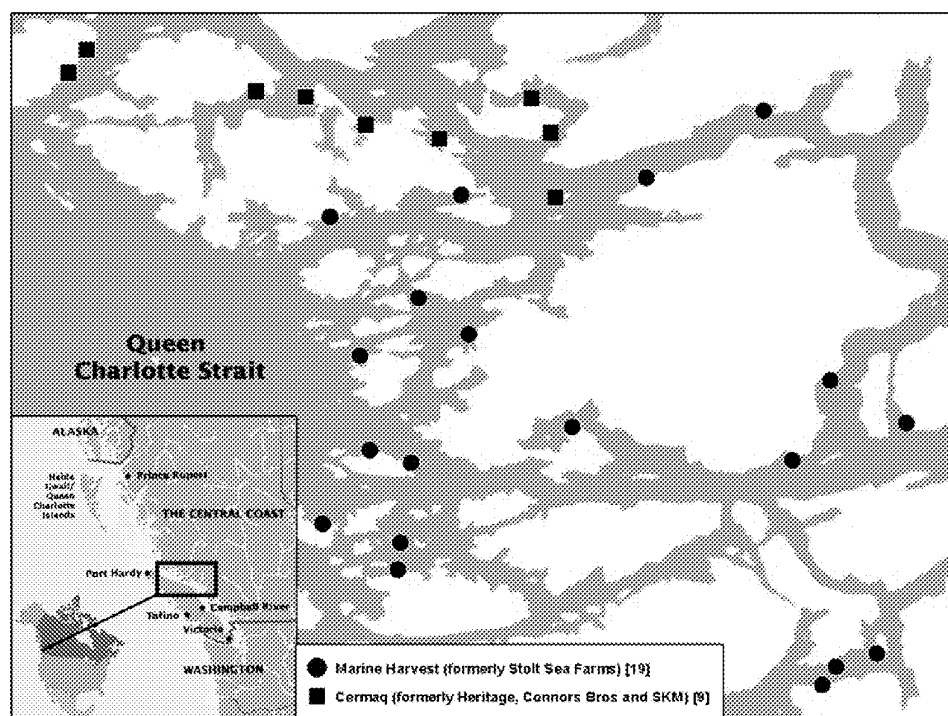 Queen
Charlotte Strait
ALASKA
Prince Rupert
Haida
Gwaii/
Queen
Charlotte
Islands
THE CENTRAL COAST
Port Hardy
Campbell River
Tofino
Victoria
WASHINGTON
Marine Harvest (formerly Stolt Sea Farms) [19]
Cermaq (formerly Heritage, Connors Bros and SKM) [9]